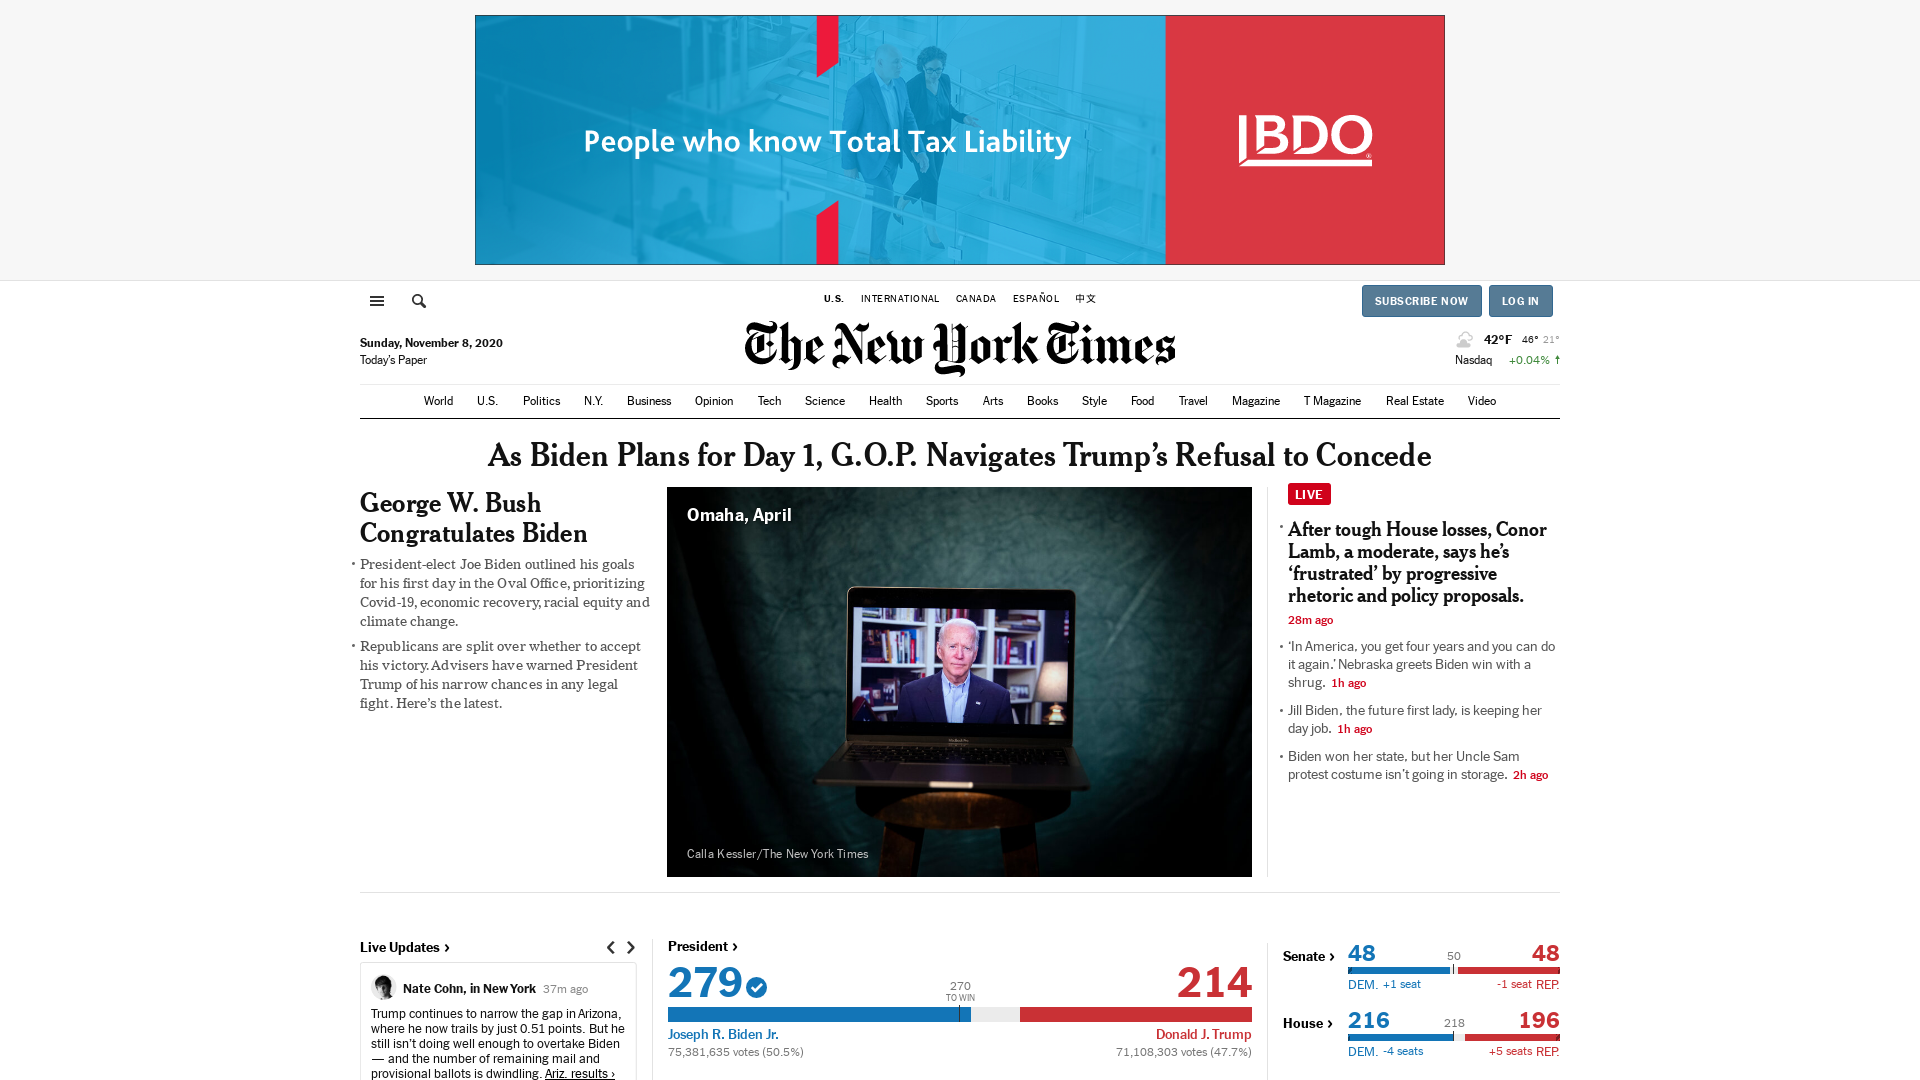 People who know Total Tax Liability
BDO
U.S. INTERNATIONAL CANADA ESPAÑOL 中文
SUBSCRIBE NOW LOG IN
The New York Times
Sunday, November 8, 2020
Today's Paper
42°F 46° 21°
Nasdaq +0.04% ↑
World U.S. Politics N.Y. Business Opinion Tech Science Health Sports Arts Books Style Food Travel Magazine T Magazine Real Estate Video
As Biden Plans for Day 1, G.O.P. Navigates Trump’s Refusal to Concede
George W. Bush
Congratulates Biden
• President-elect Joe Biden outlined his goals
for his first day in the Oval Office, prioritizing
Covid-19, economic recovery, racial equity and
climate change.
• Republicans are split over whether to accept
his victory. Advisers have warned President
Trump of his narrow chances in any legal
fight. Here’s the latest.
Omaha, April
Calla Kessler/The New York Times
LIVE
• After tough House losses, Conor
Lamb, a moderate, says he’s
‘frustrated’ by progressive
rhetoric and policy proposals.
28m ago
• ‘In America, you get four years and you can do
it again.’ Nebraska greets Biden win with a
shrug. 1h ago
• Jill Biden, the future first lady, is keeping her
day job. 1h ago
• Biden won her state, but her Uncle Sam
protest costume isn’t going in storage. 2h ago
Live Updates ›
Nate Cohn, in New York 37m ago
Trump continues to narrow the gap in Arizona,
where he now trails by just 0.51 points. But he
still isn’t doing well enough to overtake Biden
— and the number of remaining mail and
provisional ballots is dwindling. Ariz. results ›
President ›
279 214
270
TO WIN
Joseph R. Biden Jr. Donald J. Trump
75,381,635 votes (50.5%) 71,108,303 votes (47.7%)
Senate › 48 50 48
DEM. +1 seat -1 seat REP.
House › 216 218 196
DEM. -4 seats +5 seats REP.